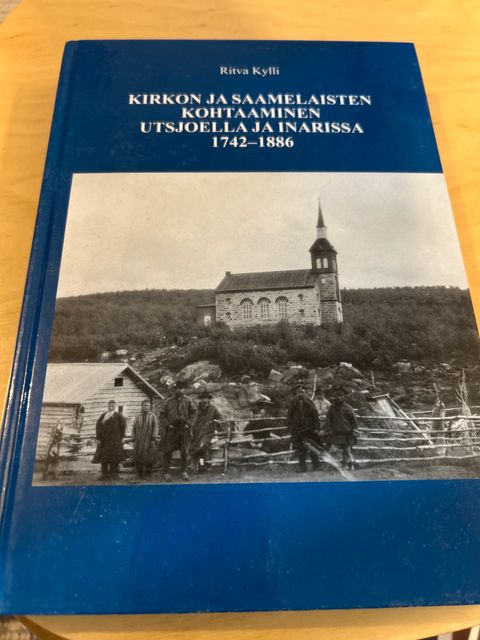 Ritva Kylli
KIRKON JA SAAMELAISTEN
KOHTAAMINEN
UTSJOELLA JA INARISSA
1742–1886